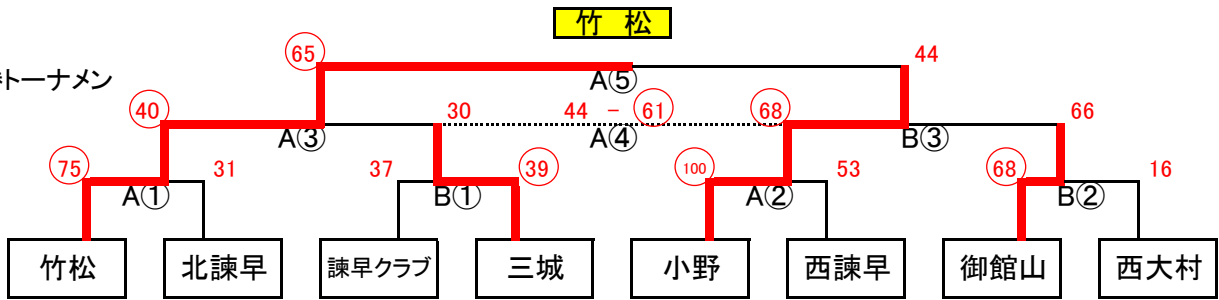 竹 松
65
44
トーナメン
A⑤
40
30
44 - 61
68
66
A③
A④
B③
75
31
37
39
100
53
68
16
A①
B①
A②
B②
竹松
北諫早
諫早クラブ
三城
小野
西諫早
御館山
西大村